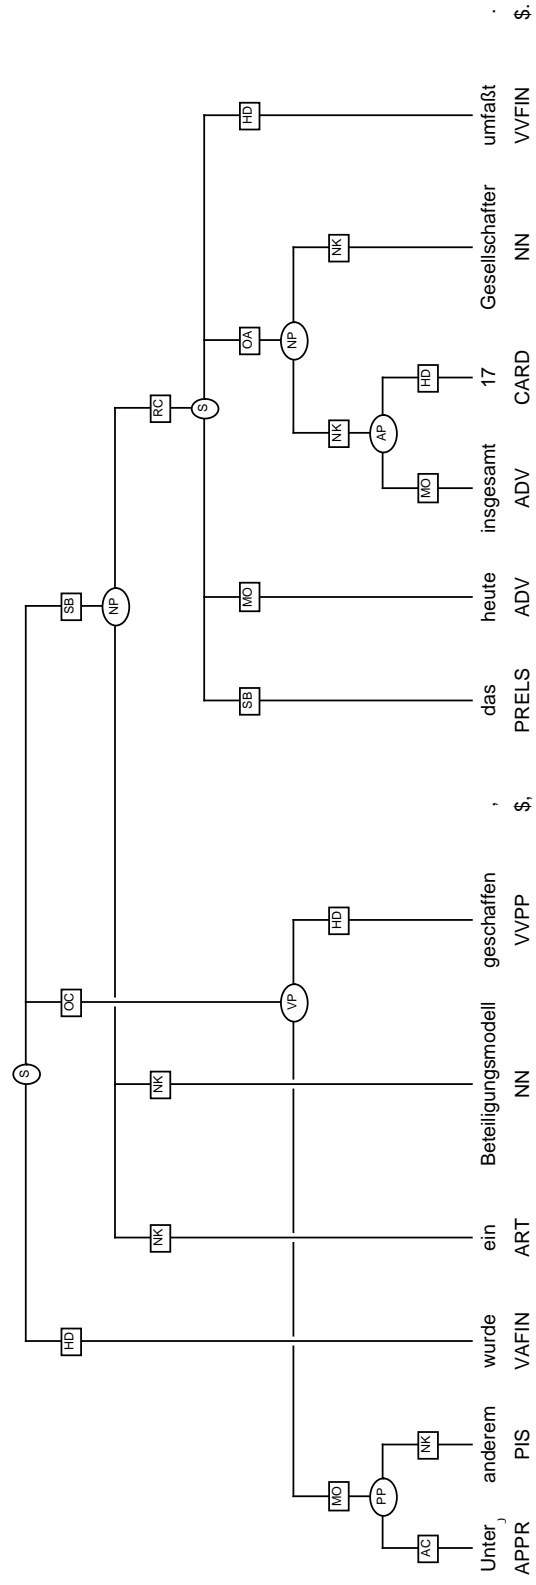 S
SB
NP
HD
OC
NK
NK
RC
S
VP
MO
PP
AC
NK
HD
SB
MO
OA
NP
NK
AP
MO
HD
NK
HD
Unter anderem wurde ein Beteiligungsmodell geschaffen , das heute insgesamt 17 Gesellschafter umfaßt .
APPR PIS VAFIN ART NN VVPP $, PRELS ADV ADV CARD NN VVFIN $.